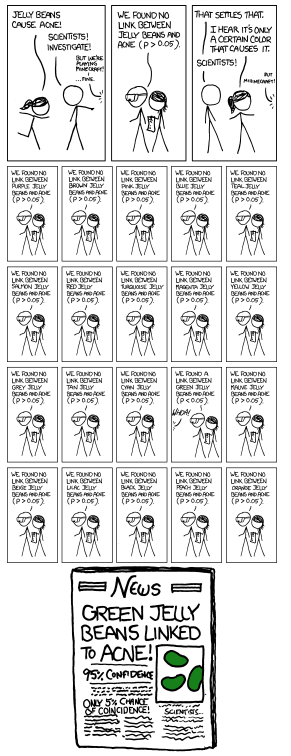 JELLY BEANS
CAUSE ACNE!
SCIENTISTS!
INVESTIGATE!
BUT WE'RE
PLAYING
MINECRAFT!
...FINE.
WE FOUND NO
LINK BETWEEN
JELLY BEANS AND
ACNE (P > 0.05).
THAT SETTLES THAT.
I HEAR IT'S ONLY
A CERTAIN COLOR
THAT CAUSES IT.
SCIENTISTS!
BUT
MINECRAFT!
WE FOUND NO
LINK BETWEEN
PURPLE JELLY
BEANS AND ACNE
(P > 0.05).
WE FOUND NO
LINK BETWEEN
BROWN JELLY
BEANS AND ACNE
(P > 0.05).
WE FOUND NO
LINK BETWEEN
PINK JELLY
BEANS AND ACNE
(P > 0.05).
WE FOUND NO
LINK BETWEEN
BLUE JELLY
BEANS AND ACNE
(P > 0.05).
WE FOUND NO
LINK BETWEEN
TEAL JELLY
BEANS AND ACNE
(P > 0.05).
WE FOUND NO
LINK BETWEEN
SALMON JELLY
BEANS AND ACNE
(P > 0.05).
WE FOUND NO
LINK BETWEEN
RED JELLY
BEANS AND ACNE
(P > 0.05).
WE FOUND NO
LINK BETWEEN
TURQUOISE JELLY
BEANS AND ACNE
(P > 0.05).
WE FOUND NO
LINK BETWEEN
MAGENTA JELLY
BEANS AND ACNE
(P > 0.05).
WE FOUND NO
LINK BETWEEN
YELLOW JELLY
BEANS AND ACNE
(P > 0.05).
WE FOUND NO
LINK BETWEEN
GREY JELLY
BEANS AND ACNE
(P > 0.05).
WE FOUND NO
LINK BETWEEN
TAN JELLY
BEANS AND ACNE
(P > 0.05).
WE FOUND NO
LINK BETWEEN
CYAN JELLY
BEANS AND ACNE
(P > 0.05).
WE FOUND A
LINK BETWEEN
GREEN JELLY
BEANS AND ACNE
(P < 0.05).
WHOA!
WE FOUND NO
LINK BETWEEN
MAUVE JELLY
BEANS AND ACNE
(P > 0.05).
WE FOUND NO
LINK BETWEEN
BEIGE JELLY
BEANS AND ACNE
(P > 0.05).
WE FOUND NO
LINK BETWEEN
LILAC JELLY
BEANS AND ACNE
(P > 0.05).
WE FOUND NO
LINK BETWEEN
BLACK JELLY
BEANS AND ACNE
(P > 0.05).
WE FOUND NO
LINK BETWEEN
PEACH JELLY
BEANS AND ACNE
(P > 0.05).
WE FOUND NO
LINK BETWEEN
ORANGE JELLY
BEANS AND ACNE
(P > 0.05).
NEWS
GREEN JELLY
BEANS LINKED
TO ACNE!
95% CONFIDENCE
ONLY 5% CHANCE
OF COINCIDENCE!
SCIENTISTS...